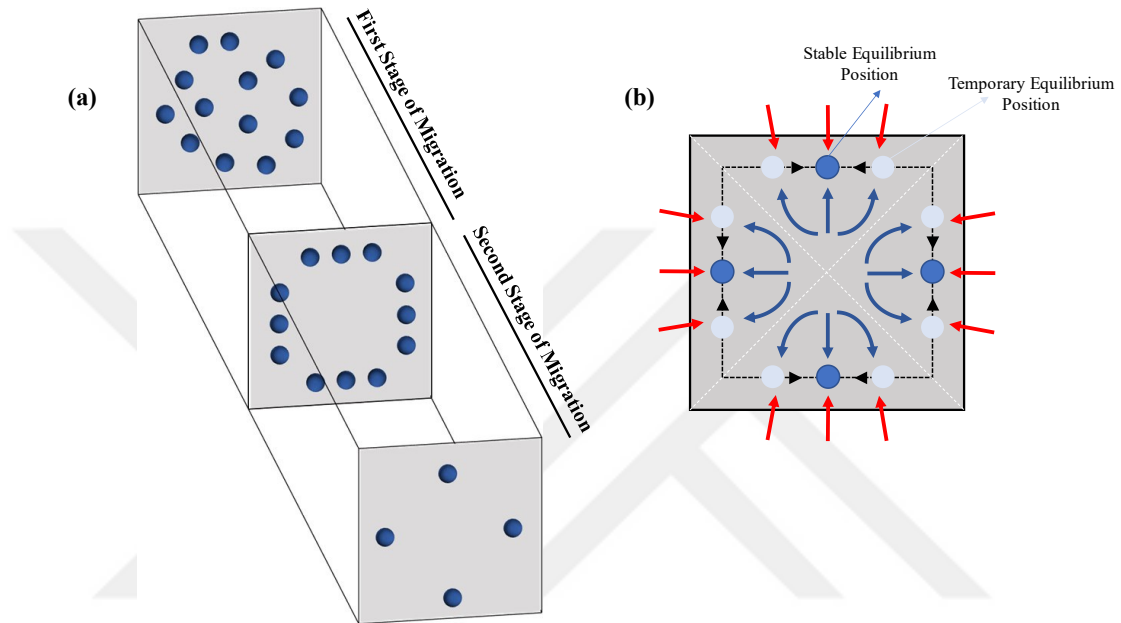 (a)
First Stage of Migration
Second Stage of Migration
(b)
Stable Equilibrium
Position
Temporary Equilibrium
Position